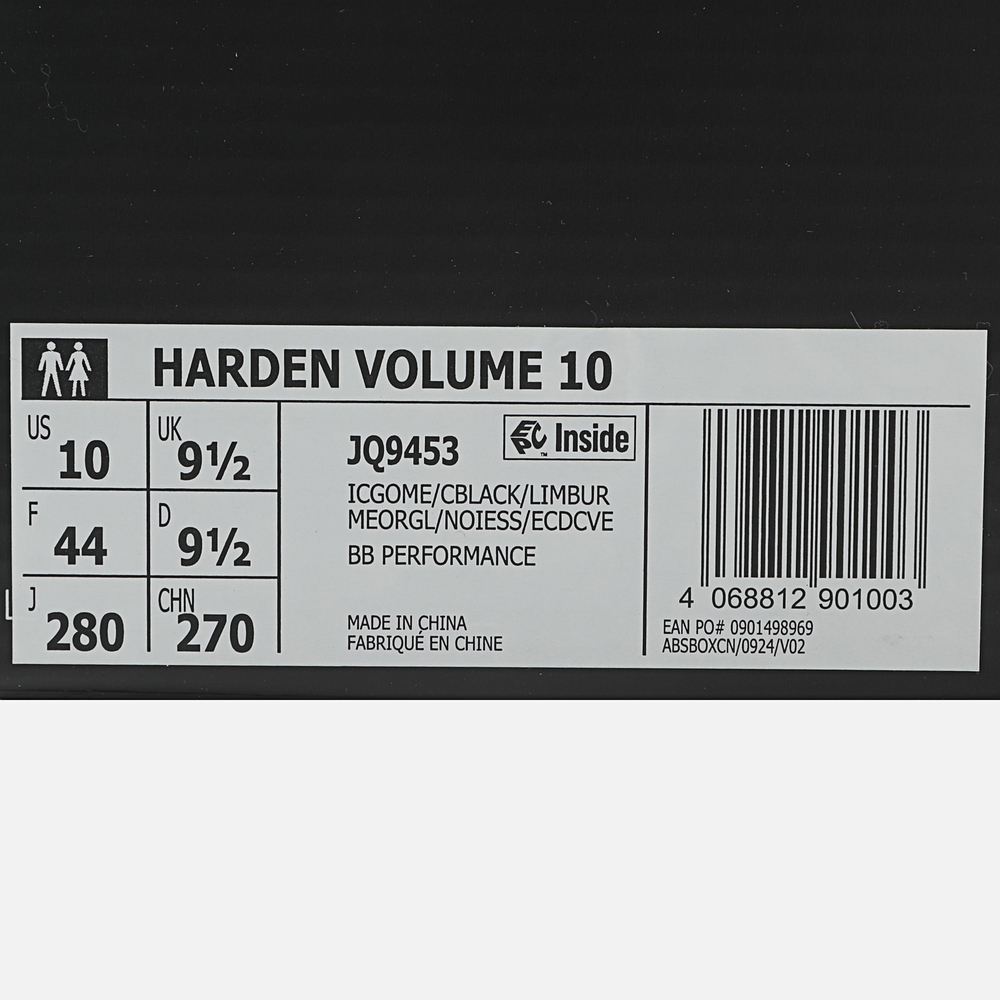 HARDEN VOLUME 10
US 10
UK 9½
F 44
D 9½
J 280
CHN 270
JQ9453
EPC™ Inside
ICGOME/CBLACK/LIMBUR
MEORGL/NOIESS/ECDCVE
BB PERFORMANCE
MADE IN CHINA
FABRIQUÉ EN CHINE
4 068812 901003
EAN PO# 0901498969
ABSBOXCN/0924/V02